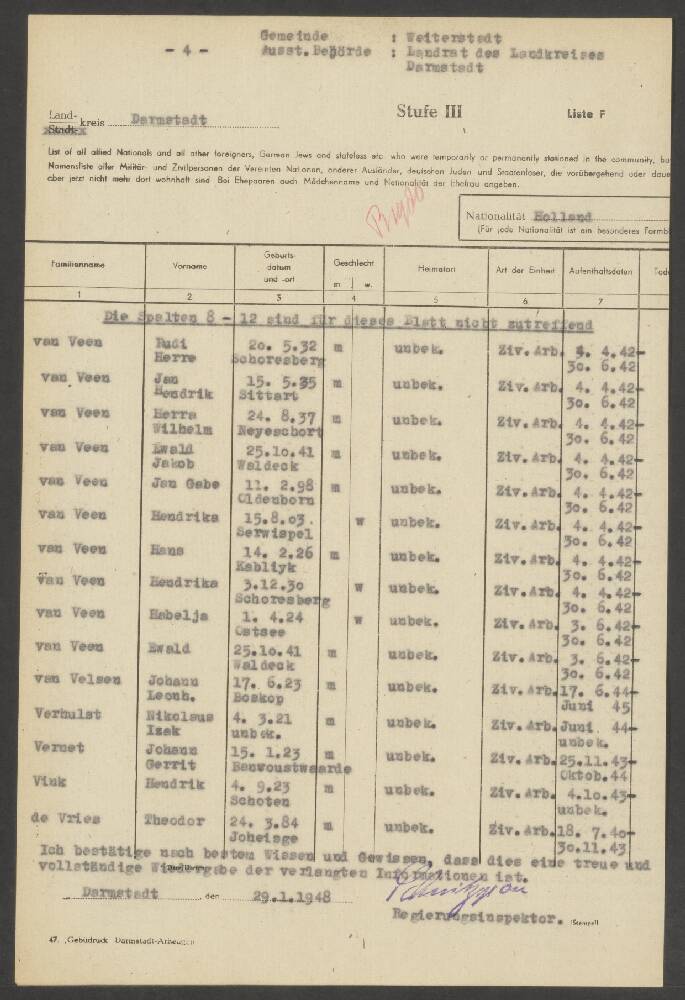 - 4 -
Gemeinde : Weiterstadt
Ausst. Behörde : Landrat des Landkreises
Darmstadt
Land-
Stadt- kreis Darmstadt
Stufe III
Liste F
List of all allied Nationals and all other foreigners, German Jews and stateless etc. who were temporarily or permanently stationed in the community, bu
Namensliste aller Militär- und Zivilpersonen der Vereinten Nationen, anderer Ausländer, deutschen Juden und Staatenloser, die vorübergehend oder daue
aber jetzt nicht mehr dort wohnhaft sind. Bei Ehepaaren auch Mädchenname und Nationalität der Ehefrau angeben.
Nationalität Holland
(Für jede Nationalität ist ein besonderes Formb
Familienname Vorname Geburts-datum und -ort Geschlecht m w. Heimatort Art der Einheit Aufenthaltsdaten Tode
1 2 3 4 5 6 7
Die Spalten 8 - 12 sind für dieses Blatt nicht zutreffend
van Veen Rudi 20. 5.32 m unbek. Ziv. Arb. 4. 4.42-
Herre Schoresberg 30. 6.42
van Veen Jan 15. 5.35 m unbek. Ziv. Arb. 4. 4.42-
Hendrik Sittart 30. 6.42
van Veen Herra 24. 8.37 m unbek. Ziv. Arb. 4. 4.42-
Wilhelm Neyeschort 30. 6.42
van Veen Ewald 25.10.41 m unbek. Ziv. Arb. 4. 4.42-
Jakob Waldeck 30. 6.42
van Veen Jan Gabe 11. 2.98 m unbek. Ziv. Arb. 4. 4.42-
Oldenborn 30. 6.42
van Veen Hendrika 15.8.03. w unbek. Ziv. Arb. 4. 4.42-
Serwispel 30. 6.42
van Veen Hans 14. 2.26 m unbek. Ziv. Arb. 4. 4.42-
Kabliyk 30. 6.42
van Veen Hendrika 3.12.30 w unbek. Ziv. Arb. 4. 4.42-
Schoresberg 30. 6.42
van Veen Habelja 1. 4.24 w unbek. Ziv. Arb. 3. 6.42-
Ostsee 30. 6.42
van Veen Ewald 25.10.41 m unbek. Ziv. Arb. 3. 6.42-
Waldeck 30. 6.42
van Velsen Johann 17. 6.23 m unbek. Ziv. Arb. 17. 6.44-
Leonh. Boskop Juni 45
Verhulst Nikolaus 4. 3.21 m unbek. Ziv. Arb. Juni 44-
Izak unbek. unbek.
Vernet Johann 15. 1.23 m unbek. Ziv. Arb. 25.11.43-
Gerrit Banwoustwaarde Oktob.44
Vink Hendrik 4. 9.23 m unbek. Ziv. Arb. 4.10.43-
Schoten unbek.
de Vries Theodor 24. 3.84 m unbek. Ziv. Arb. 18. 7.40-
Joheisge 30.11.43
Ich bestätige nach bestem Wissen und Gewissen, dass dies eine treue und
vollständige Wiedergabe der verlangten Informationen ist.
Darmstadt den 29.1.1948
Regierungsinspektor. (Stempel)
47. Gebüdruck Darmstadt-Arheilgen